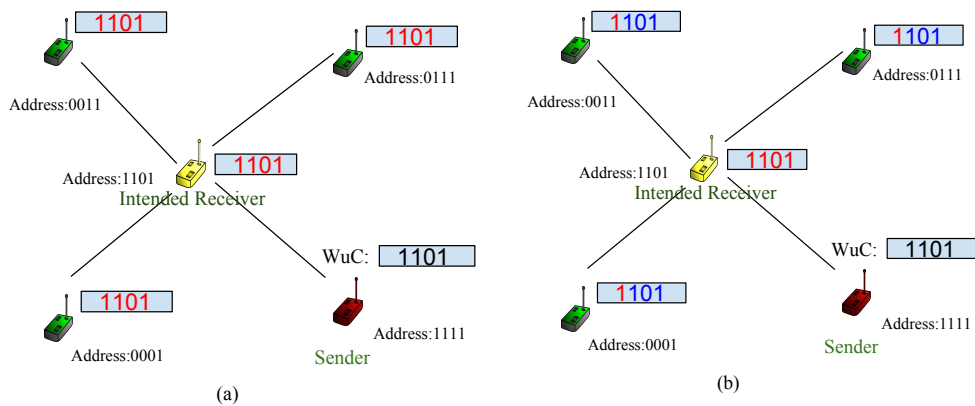 1101
1101
Address:0011
Address:0111
Address:1101
1101
Intended Receiver
WuC: 1101
1101
Address:0001
Address:1111
Sender
(a)
1101
1101
Address:0011
Address:0111
Address:1101
1101
Intended Receiver
WuC: 1101
1101
Address:0001
Address:1111
Sender
(b)